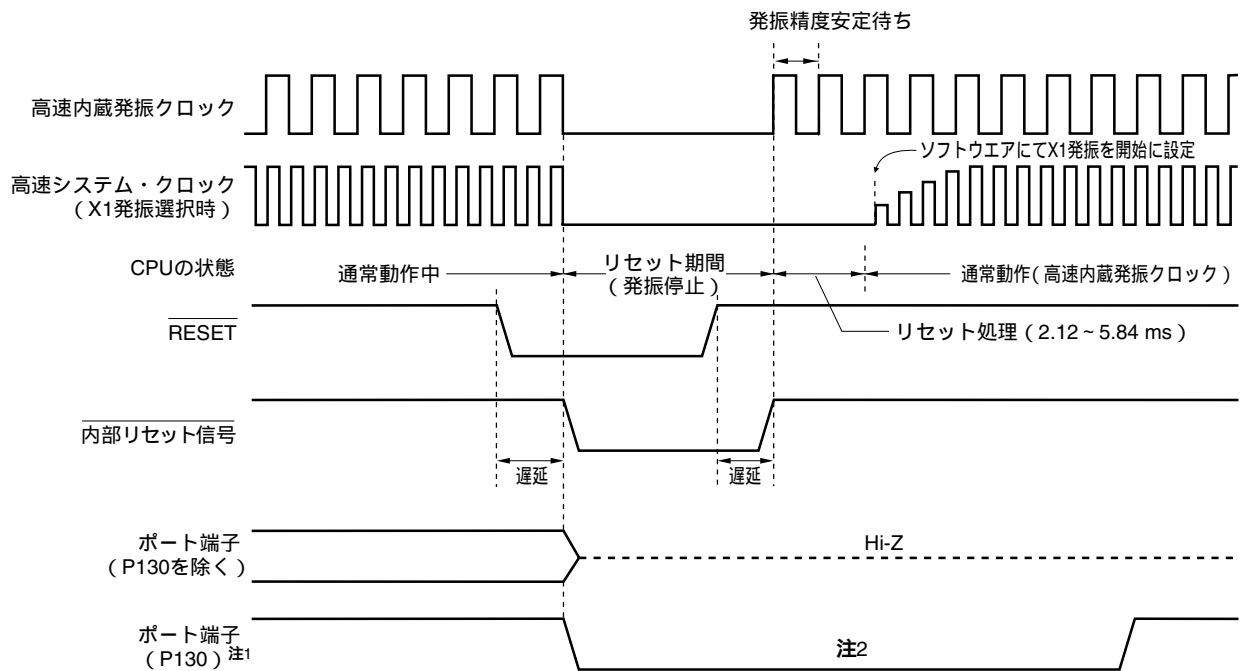 発振精度安定待ち
高速内蔵発振クロック
ソフトウエアにてX1発振を開始に設定
高速システム・クロック
(X1発振選択時)
CPUの状態
通常動作中
リセット期間
(発振停止)
通常動作(高速内蔵発振クロック)
RESET
リセット処理(2.12~5.84 ms)
内部リセット信号
遅延
遅延
ポート端子
(P130を除く)
Hi-Z
ポート端子
(P130)注1
注2